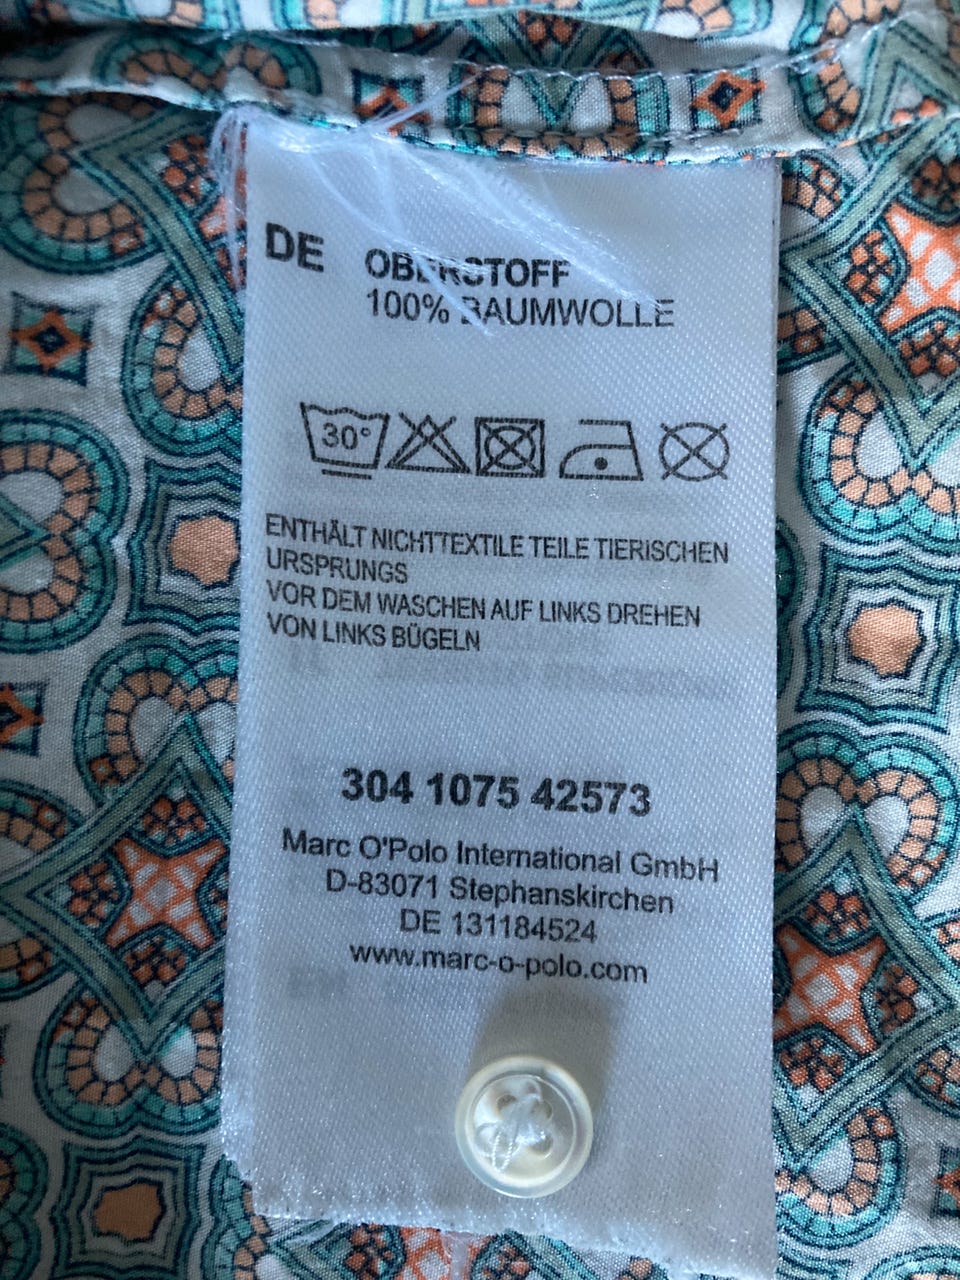 DE OBERSTOFF
100% BAUMWOLLE
30°
ENTHÄLT NICHTTEXTILE TEILE TIERISCHEN
URSPRUNGS
VOR DEM WASCHEN AUF LINKS DREHEN
VON LINKS BÜGELN
304 1075 42573
Marc O'Polo International GmbH
D-83071 Stephanskirchen
DE 131184524
www.marc-o-polo.com